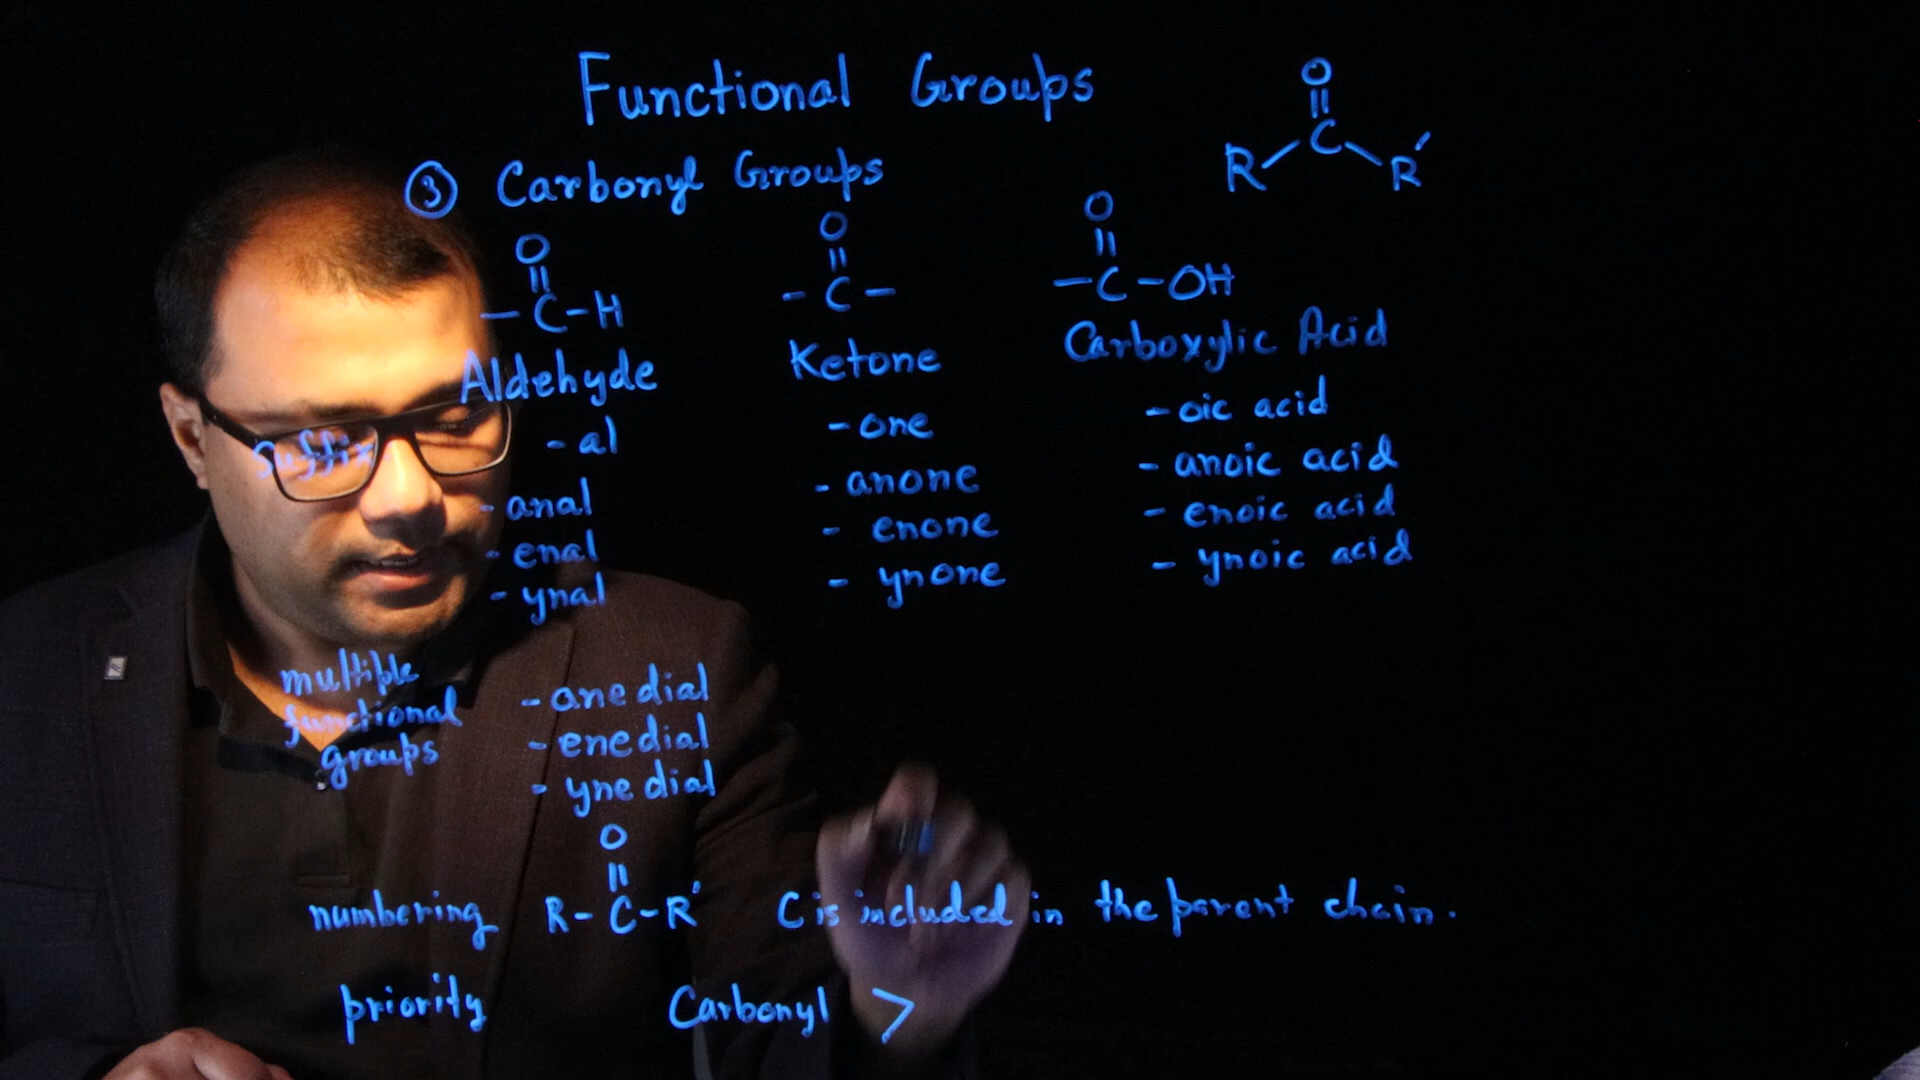 Functional Groups
O
||
R C R'
③ Carbonyl Groups
O
||
-C-H
O
||
-C-
O
||
-C-OH
Aldehyde
Ketone
Carboxylic Acid
Suffix
-al
-one
-oic acid
-anal
-anone
-anoic acid
-enal
-enone
-enoic acid
-ynal
-ynone
-ynoic acid
multiple
functional
groups
-anedial
-enedial
-ynedial
O
||
numbering R-C-R' C is included in the parent chain.
priority Carbonyl >